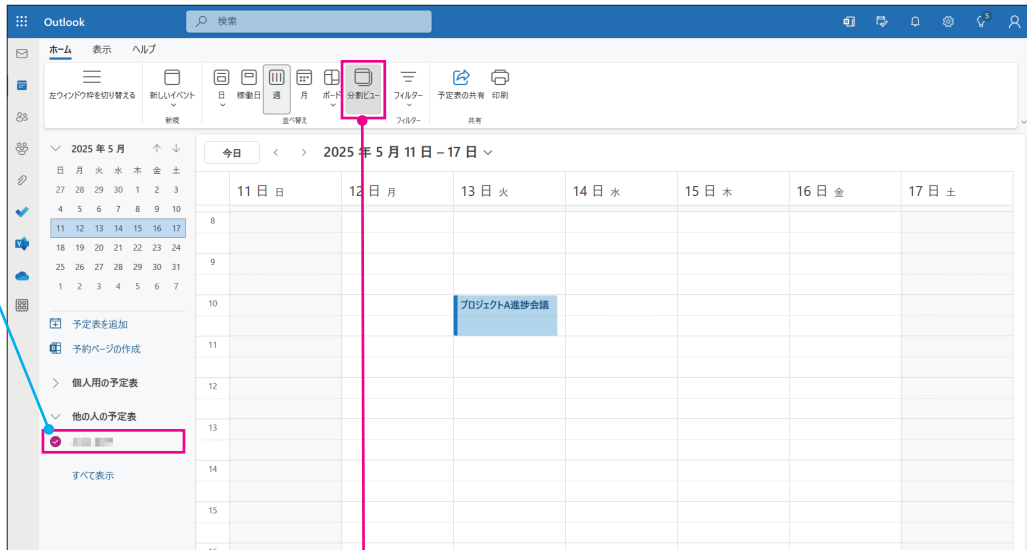 Outlook
検索
5
ホーム 表示 ヘルプ
左ウィンドウ枠を切り替える 新しいイベント 日 稼働日 週 月 ボード 分割ビュー フィルター 予定表の共有 印刷
新規 並べ替え フィルター 共有
2025 年 5 月
今日 2025 年 5 月 11 日 – 17 日
日 月 火 水 木 金 土
27 28 29 30 1 2 3
4 5 6 7 8 9 10
11 12 13 14 15 16 17
18 19 20 21 22 23 24
25 26 27 28 29 30 31
1 2 3 4 5 6 7
予定表を追加
予約ページの作成
個人用の予定表
他の人の予定表
すべて表示
11 日 日 12 日 月 13 日 火 14 日 水 15 日 木 16 日 金 17 日 土
8
9
10 プロジェクトA進捗会議
11
12
13
14
15